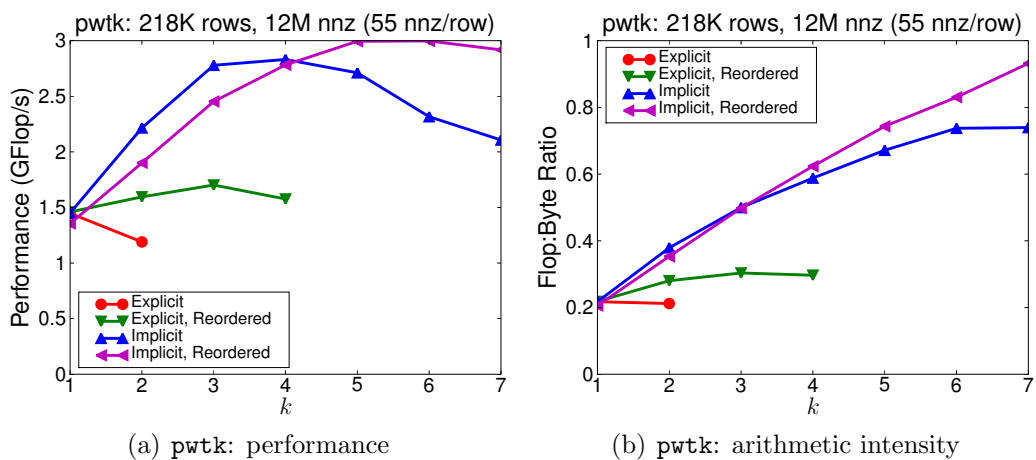 pwtk: 218K rows, 12M nnz (55 nnz/row)
Performance (GFlop/s)
3
2.5
2
1.5
1
0.5
0
Explicit
Explicit, Reordered
Implicit
Implicit, Reordered
1 2 3 4 5 6 7
k
(a) pwtk: performance
pwtk: 218K rows, 12M nnz (55 nnz/row)
Flop:Byte Ratio
1
0.8
0.6
0.4
0.2
0
Explicit
Explicit, Reordered
Implicit
Implicit, Reordered
1 2 3 4 5 6 7
k
(b) pwtk: arithmetic intensity